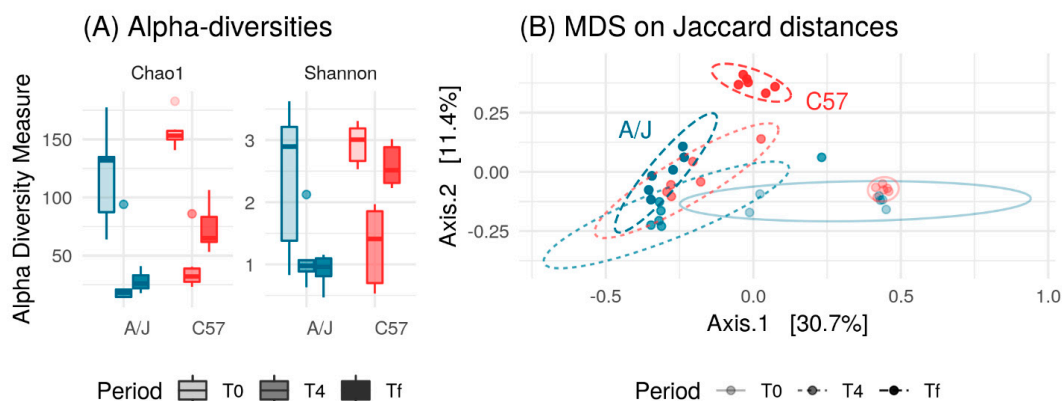 (A) Alpha-diversities
Chao1
Shannon
Alpha Diversity Measure
150
100
50
3
2
1
A/J
C57
A/J
C57
Period T0 T4 Tf
(B) MDS on Jaccard distances
Axis.2 [11.4%]
0.25
0.00
-0.25
A/J
C57
-0.5
0.0
0.5
1.0
Axis.1 [30.7%]
Period T0 T4 Tf